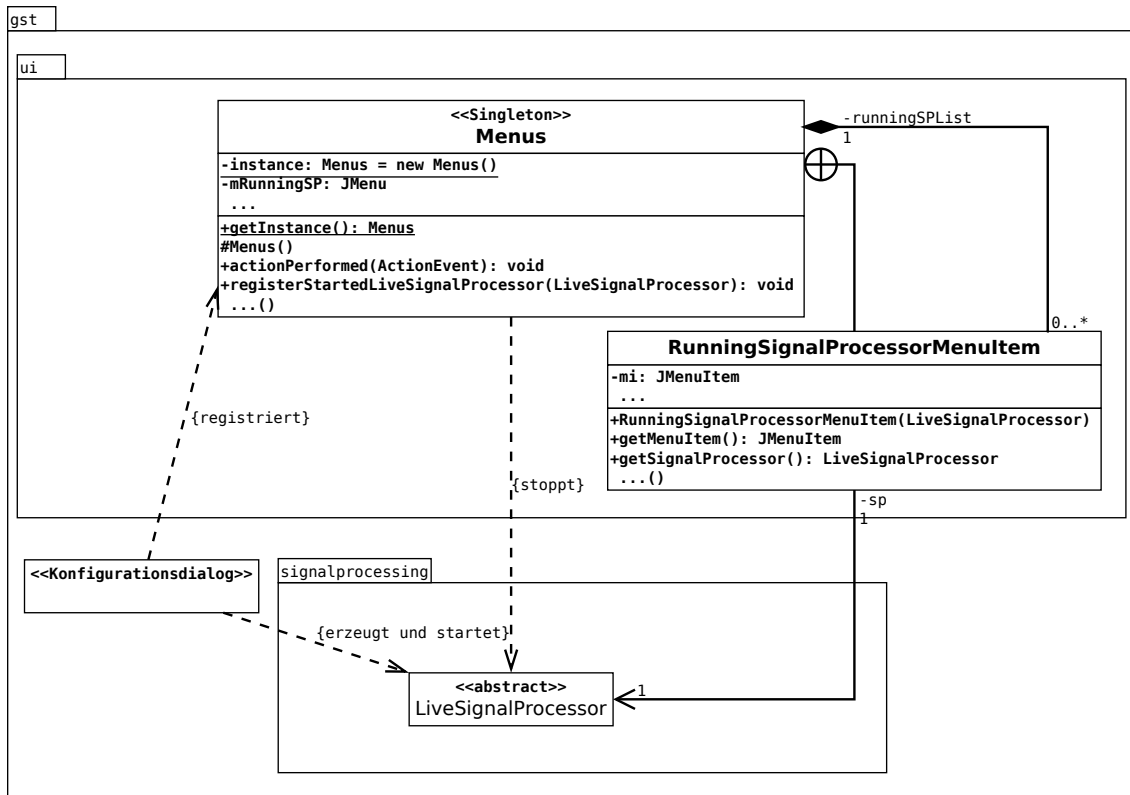 gst
ui
<<Singleton>>
Menus
-instance: Menus = new Menus()
-mRunningSP: JMenu
...
+getInstance(): Menus
#Menus()
+actionPerformed(ActionEvent): void
+registerStartedLiveSignalProcessor(LiveSignalProcessor): void
...()
-runningSPList
1
0..*
RunningSignalProcessorMenuItem
-mi: JMenuItem
...
+RunningSignalProcessorMenuItem(LiveSignalProcessor)
+getMenuItem(): JMenuItem
+getSignalProcessor(): LiveSignalProcessor
...()
{registriert}
{stoppt}
-sp
1
<<Konfigurationsdialog>>
signalprocessing
{erzeugt und startet}
<<abstract>>
LiveSignalProcessor
1